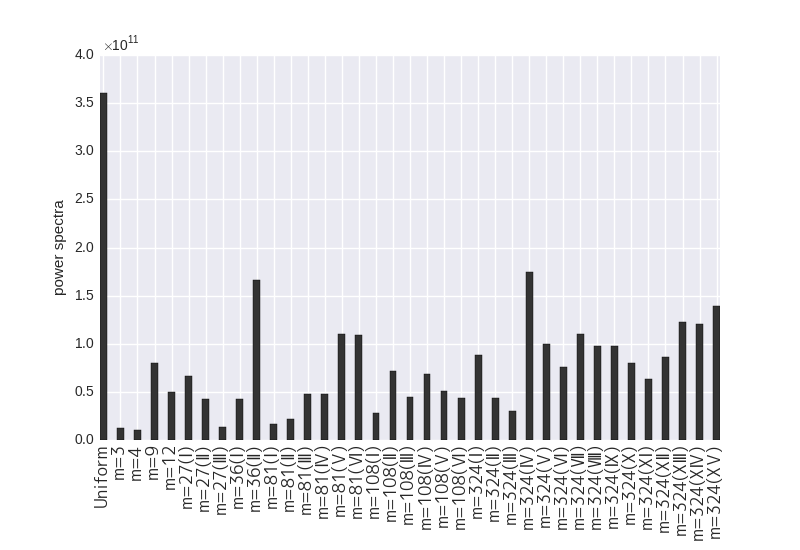 ×10¹¹
4.0
3.5
3.0
2.5
2.0
1.5
1.0
0.5
0.0
power spectra
Uniform
m=3
m=4
m=9
m=12
m=27(Ⅰ)
m=27(Ⅱ)
m=27(Ⅲ)
m=36(Ⅰ)
m=36(Ⅱ)
m=81(Ⅰ)
m=81(Ⅱ)
m=81(Ⅲ)
m=81(Ⅳ)
m=81(Ⅴ)
m=81(Ⅵ)
m=108(Ⅰ)
m=108(Ⅱ)
m=108(Ⅲ)
m=108(Ⅳ)
m=108(Ⅴ)
m=108(Ⅵ)
m=324(Ⅰ)
m=324(Ⅱ)
m=324(Ⅲ)
m=324(Ⅳ)
m=324(Ⅴ)
m=324(Ⅵ)
m=324(Ⅶ)
m=324(Ⅷ)
m=324(Ⅸ)
m=324(Ⅹ)
m=324(Ⅺ)
m=324(Ⅻ)
m=324(XⅢ)
m=324(XⅣ)
m=324(XⅤ)